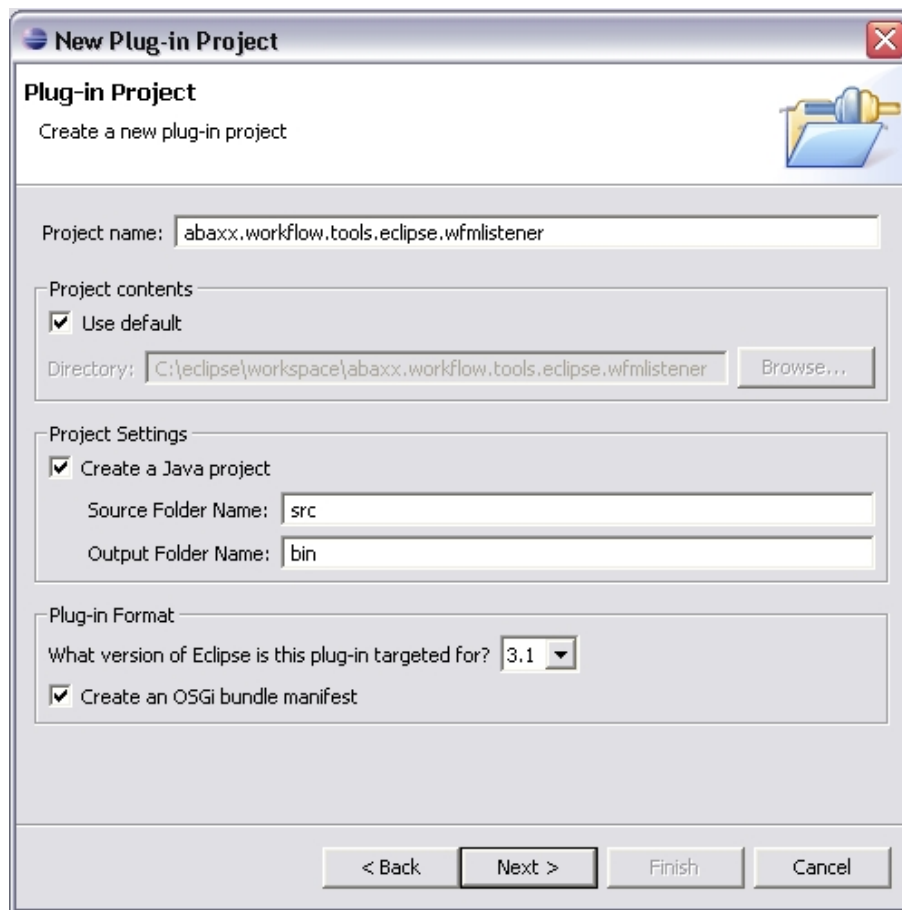 New Plug-in Project
Plug-in Project
Create a new plug-in project
Project name: abaxx.workflow.tools.eclipse.wfmlistener
Project contents
Use default
Directory: C:\eclipse\workspace\abaxx.workflow.tools.eclipse.wfmlistener Browse...
Project Settings
Create a Java project
Source Folder Name: src
Output Folder Name: bin
Plug-in Format
What version of Eclipse is this plug-in targeted for? 3.1
Create an OSGi bundle manifest
< Back Next > Finish Cancel